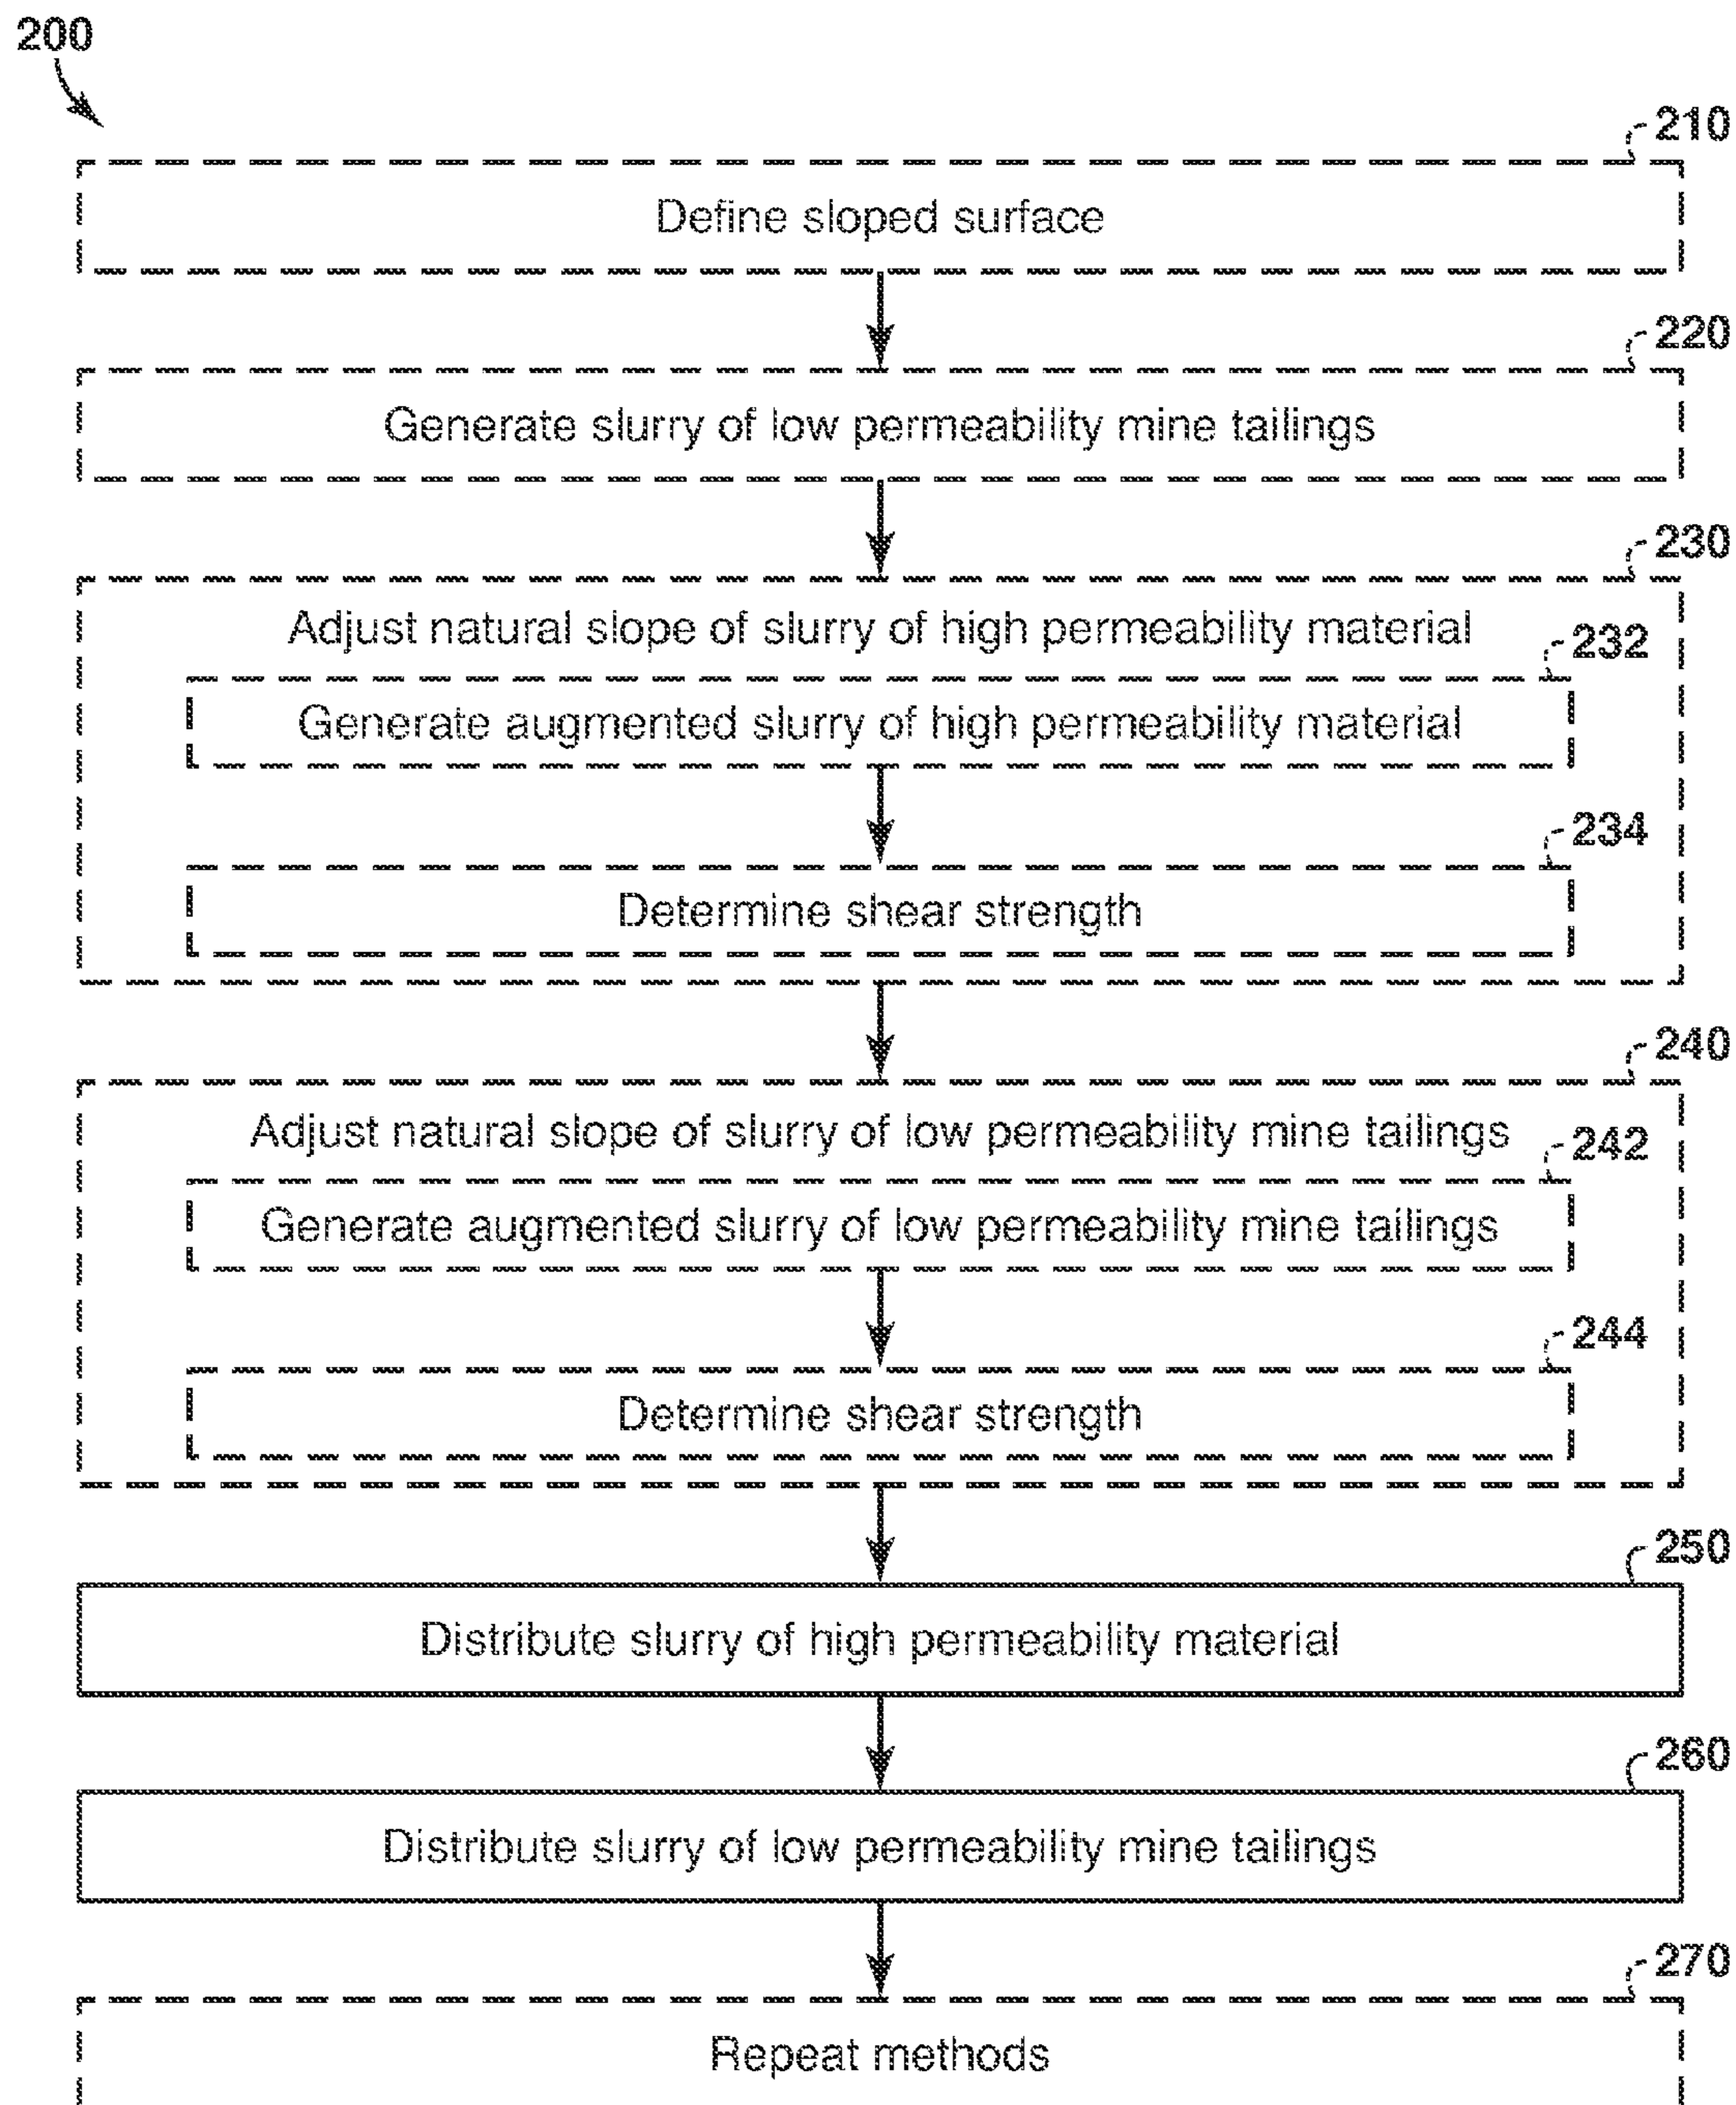 200
210
Define sloped surface
220
Generate slurry of low permeability mine tailings
230
Adjust natural slope of slurry of high permeability material
232
Generate augmented slurry of high permeability material
234
Determine shear strength
240
Adjust natural slope of slurry of low permeability mine tailings
242
Generate augmented slurry of low permeability mine tailings
244
Determine shear strength
250
Distribute slurry of high permeability material
260
Distribute slurry of low permeability mine tailings
270
Repeat methods